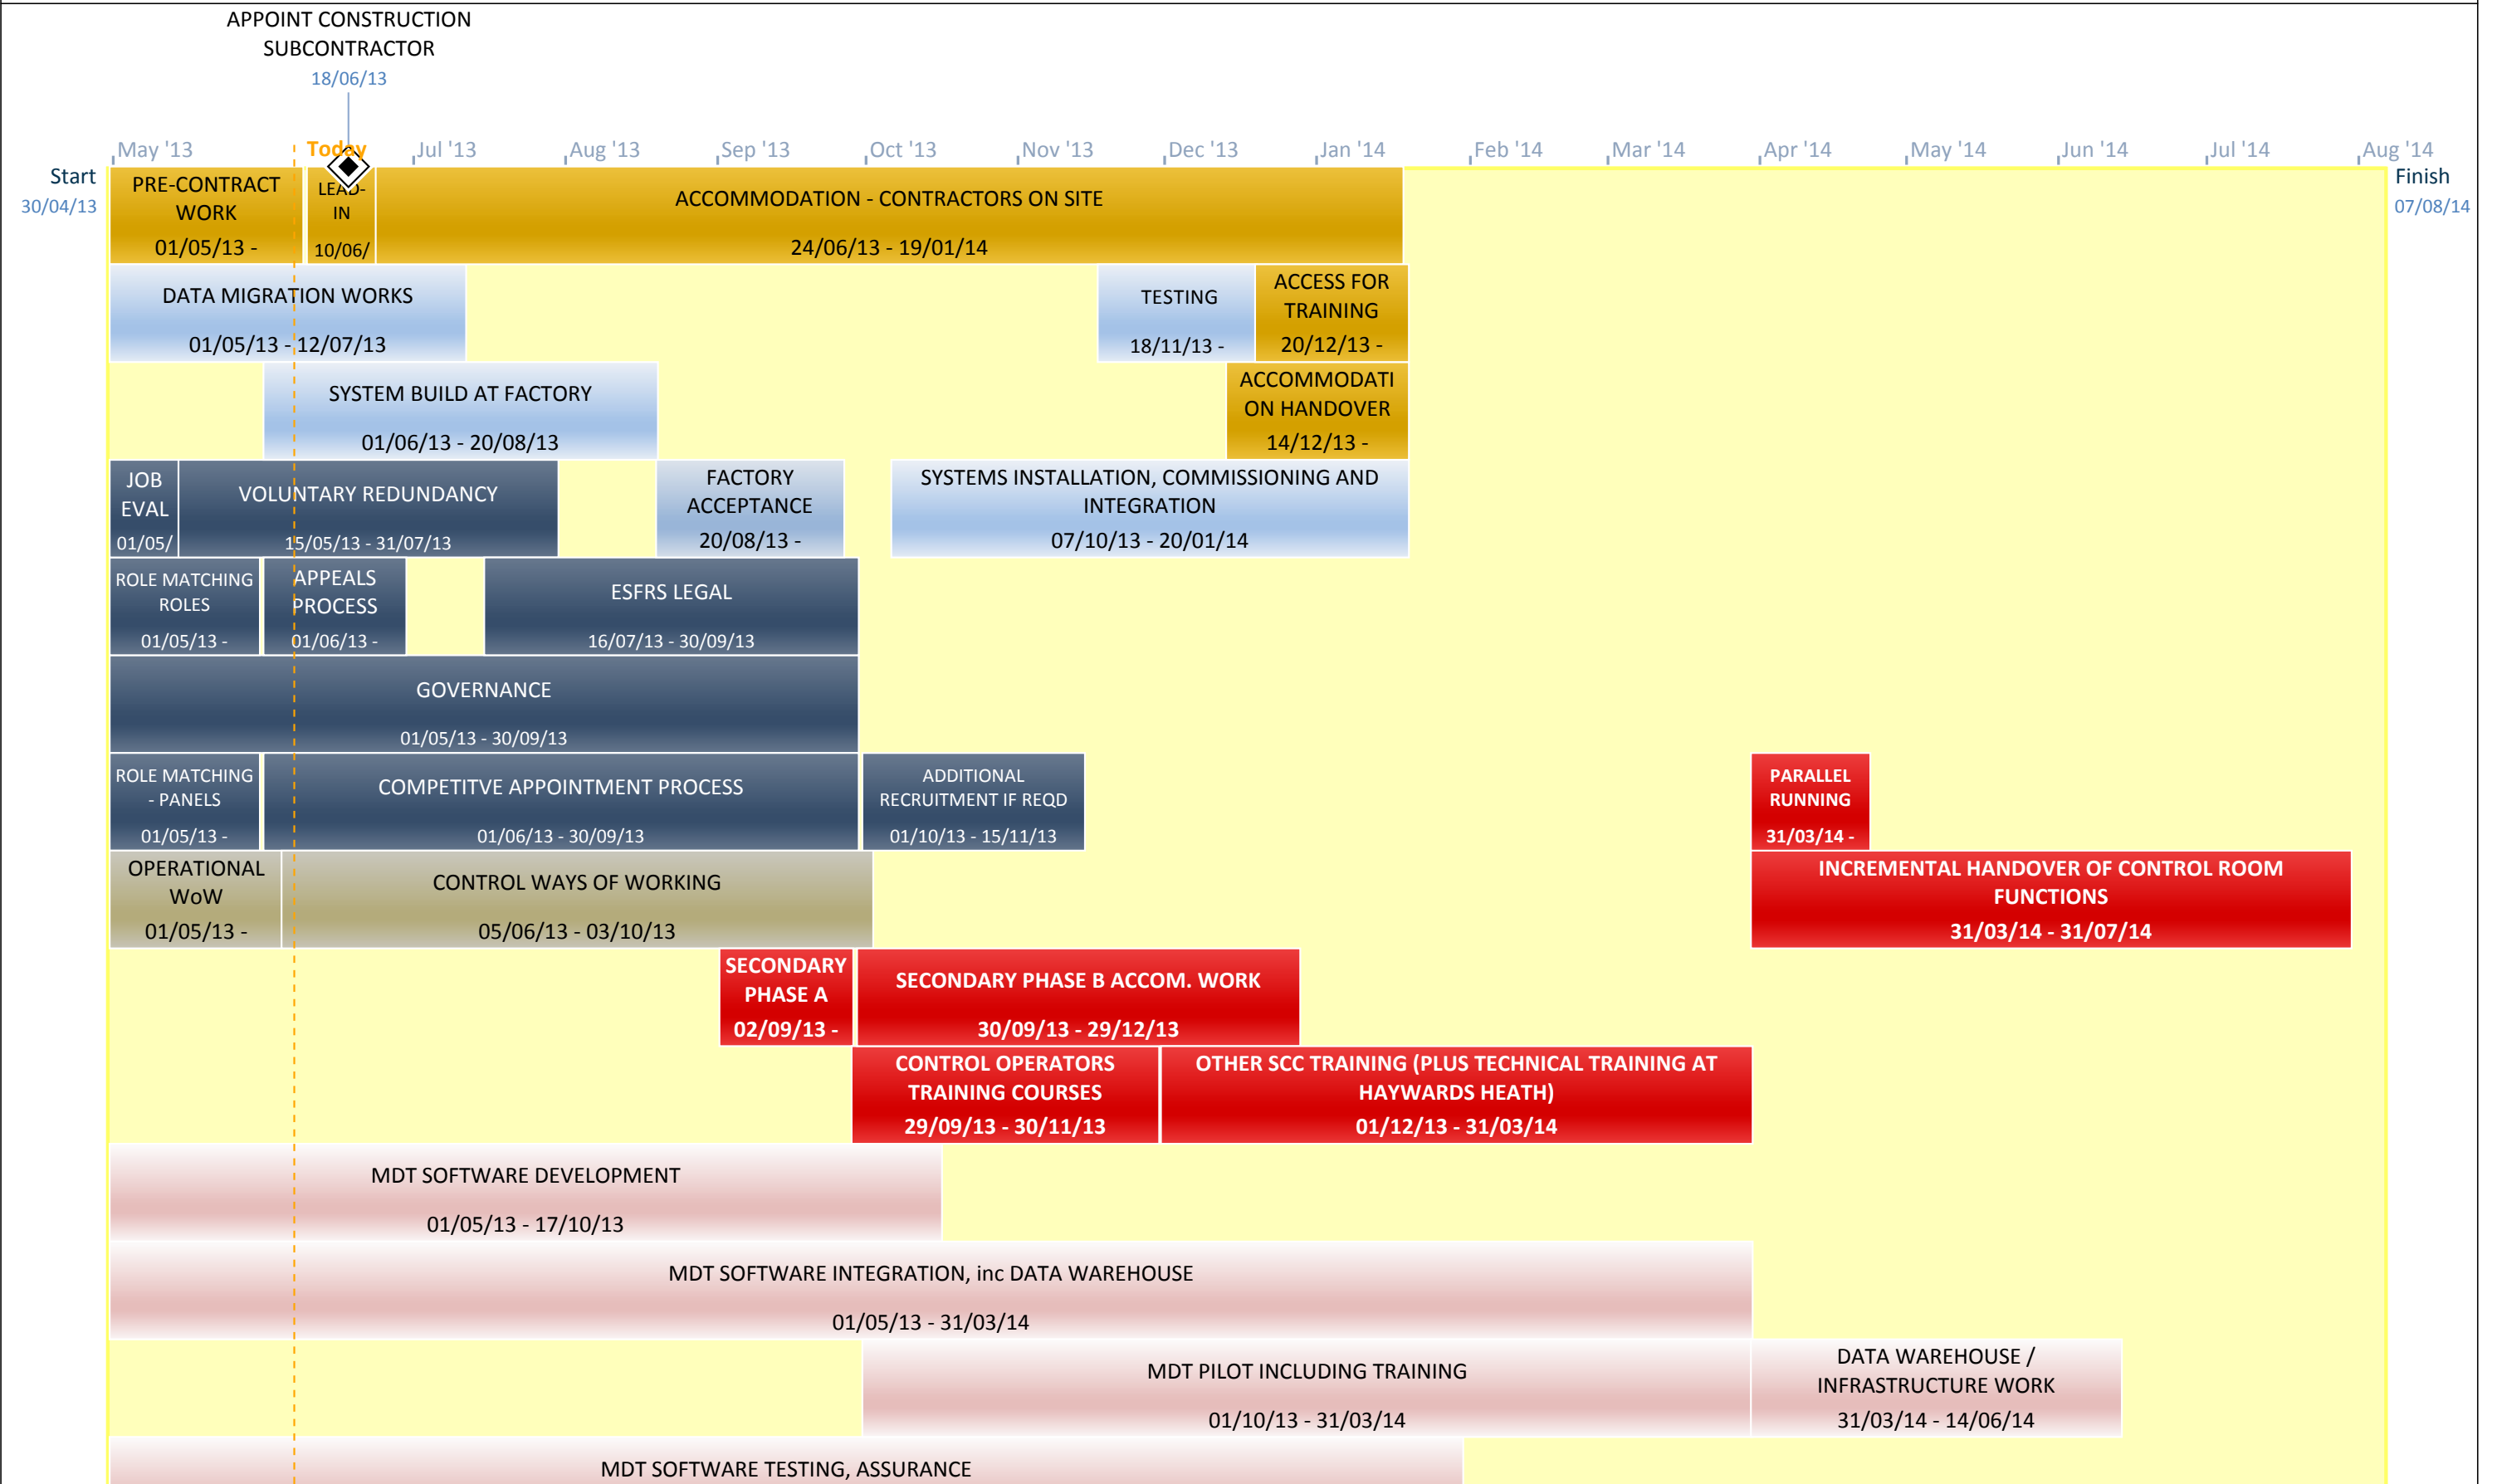 APPOINT CONSTRUCTION
SUBCONTRACTOR
18/06/13
May '13
Today
Jul '13
Aug '13
Sep '13
Oct '13
Nov '13
Dec '13
Jan '14
Feb '14
Mar '14
Apr '14
May '14
Jun '14
Jul '14
Aug '14
Start
30/04/13
Finish
07/08/14
PRE-CONTRACT
WORK
01/05/13 -
LEAD-
IN
10/06/
ACCOMMODATION - CONTRACTORS ON SITE
24/06/13 - 19/01/14
DATA MIGRATION WORKS
01/05/13 - 12/07/13
TESTING
18/11/13 -
ACCESS FOR
TRAINING
20/12/13 -
SYSTEM BUILD AT FACTORY
01/06/13 - 20/08/13
ACCOMMODATI
ON HANDOVER
14/12/13 -
JOB
EVAL
01/05/
VOLUNTARY REDUNDANCY
15/05/13 - 31/07/13
FACTORY
ACCEPTANCE
20/08/13 -
SYSTEMS INSTALLATION, COMMISSIONING AND
INTEGRATION
07/10/13 - 20/01/14
ROLE MATCHING
ROLES
01/05/13 -
APPEALS
PROCESS
01/06/13 -
ESFRS LEGAL
16/07/13 - 30/09/13
GOVERNANCE
01/05/13 - 30/09/13
ROLE MATCHING
- PANELS
01/05/13 -
COMPETITVE APPOINTMENT PROCESS
01/06/13 - 30/09/13
ADDITIONAL
RECRUITMENT IF REQD
01/10/13 - 15/11/13
PARALLEL
RUNNING
31/03/14 -
OPERATIONAL
WoW
01/05/13 -
CONTROL WAYS OF WORKING
05/06/13 - 03/10/13
INCREMENTAL HANDOVER OF CONTROL ROOM
FUNCTIONS
31/03/14 - 31/07/14
SECONDARY
PHASE A
02/09/13 -
SECONDARY PHASE B ACCOM. WORK
30/09/13 - 29/12/13
CONTROL OPERATORS
TRAINING COURSES
29/09/13 - 30/11/13
OTHER SCC TRAINING (PLUS TECHNICAL TRAINING AT
HAYWARDS HEATH)
01/12/13 - 31/03/14
MDT SOFTWARE DEVELOPMENT
01/05/13 - 17/10/13
MDT SOFTWARE INTEGRATION, inc DATA WAREHOUSE
01/05/13 - 31/03/14
MDT PILOT INCLUDING TRAINING
01/10/13 - 31/03/14
DATA WAREHOUSE /
INFRASTRUCTURE WORK
31/03/14 - 14/06/14
MDT SOFTWARE TESTING, ASSURANCE